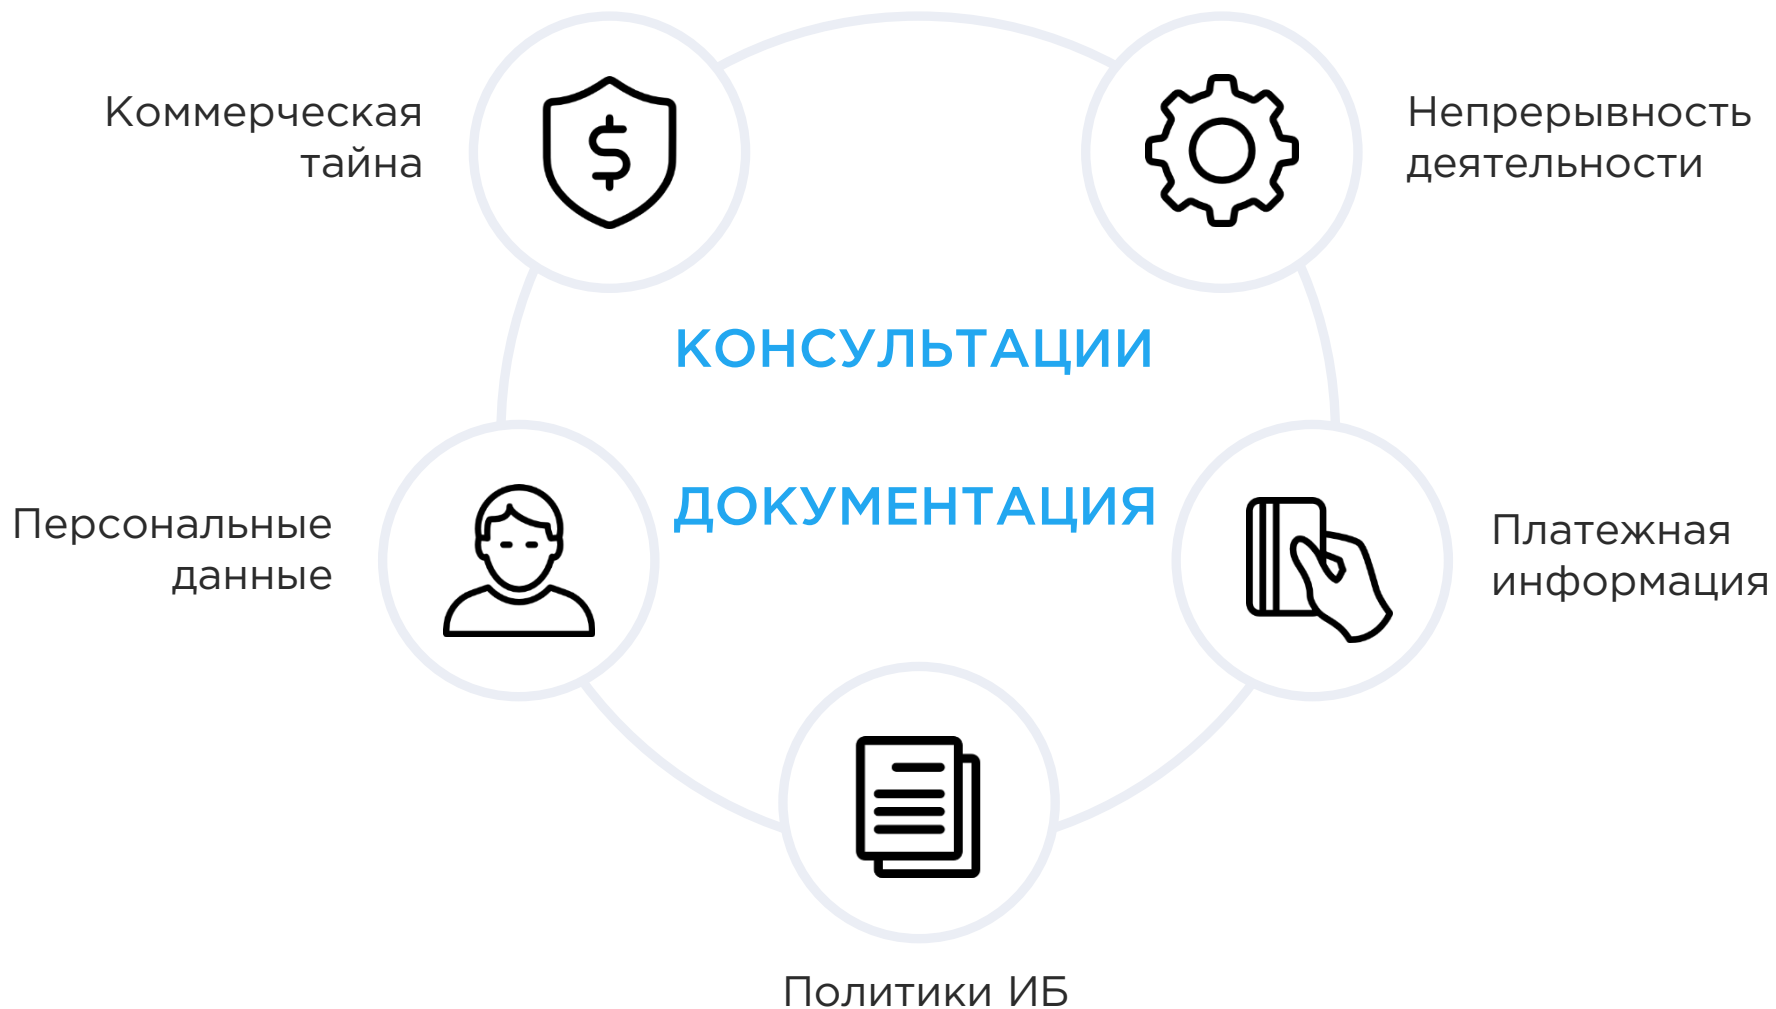 Коммерческая
тайна
Непрерывность
деятельности
КОНСУЛЬТАЦИИ
ДОКУМЕНТАЦИЯ
Персональные
данные
Платежная
информация
Политики ИБ